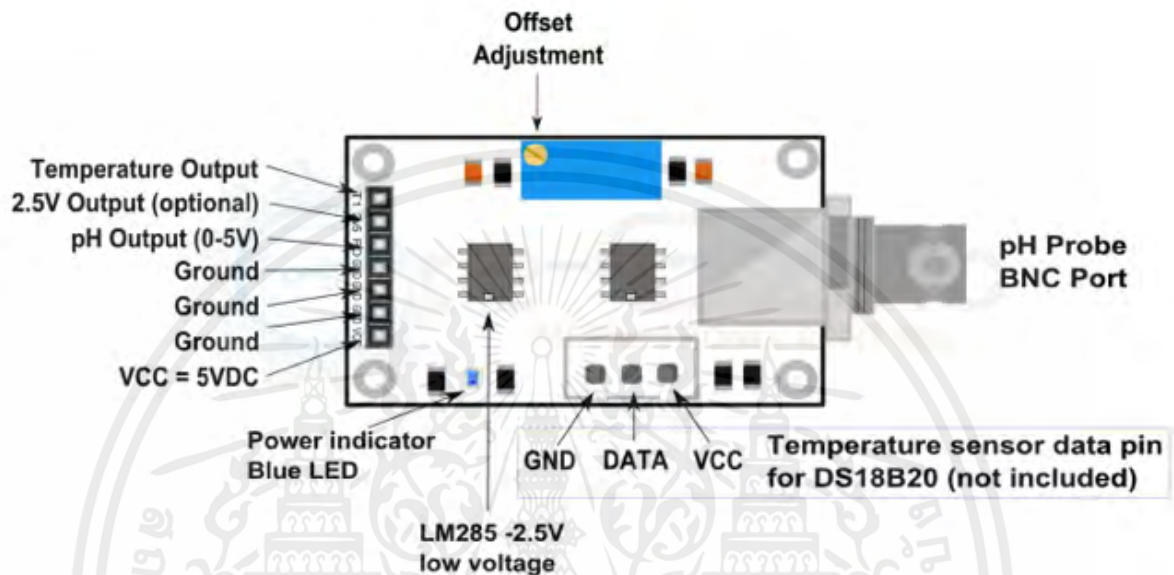 Offset
Adjustment
Temperature Output
2.5V Output (optional)
pH Output (0-5V)
Ground
Ground
Ground
VCC = 5VDC
pH Probe
BNC Port
Power indicator
Blue LED
GND DATA VCC
Temperature sensor data pin
for DS18B20 (not included)
LM285 -2.5V
low voltage